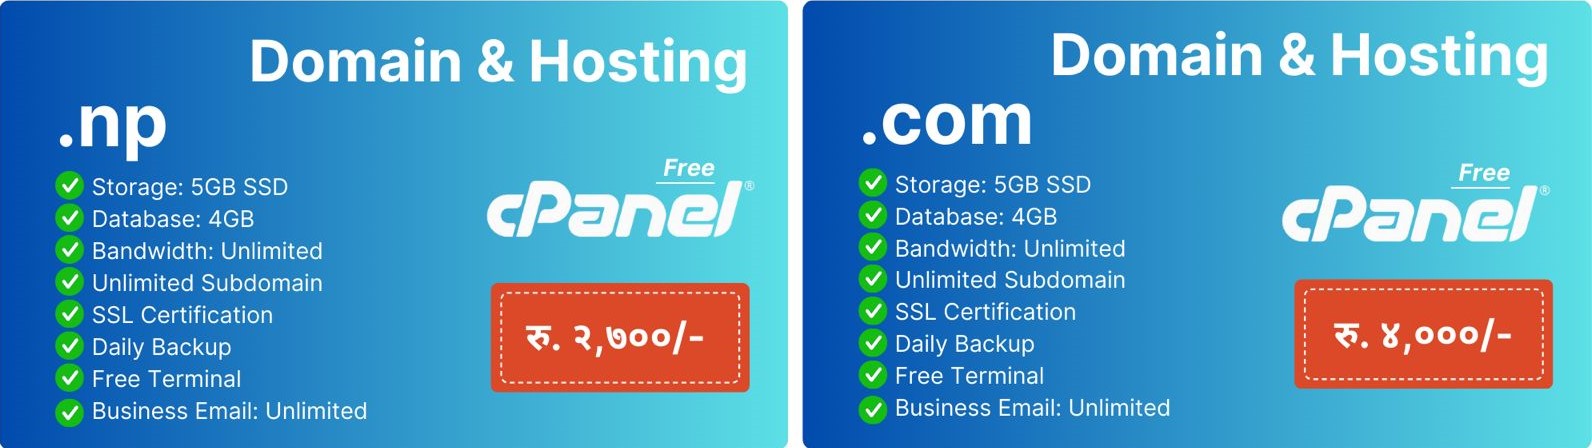 Domain & Hosting
.np
Storage: 5GB SSD
Database: 4GB
Bandwidth: Unlimited
Unlimited Subdomain
SSL Certification
Daily Backup
Free Terminal
Business Email: Unlimited
Free
cPanel®
रु. २,७००/-
Domain & Hosting
.com
Storage: 5GB SSD
Database: 4GB
Bandwidth: Unlimited
Unlimited Subdomain
SSL Certification
Daily Backup
Free Terminal
Business Email: Unlimited
Free
cPanel®
रु. ४,०००/-